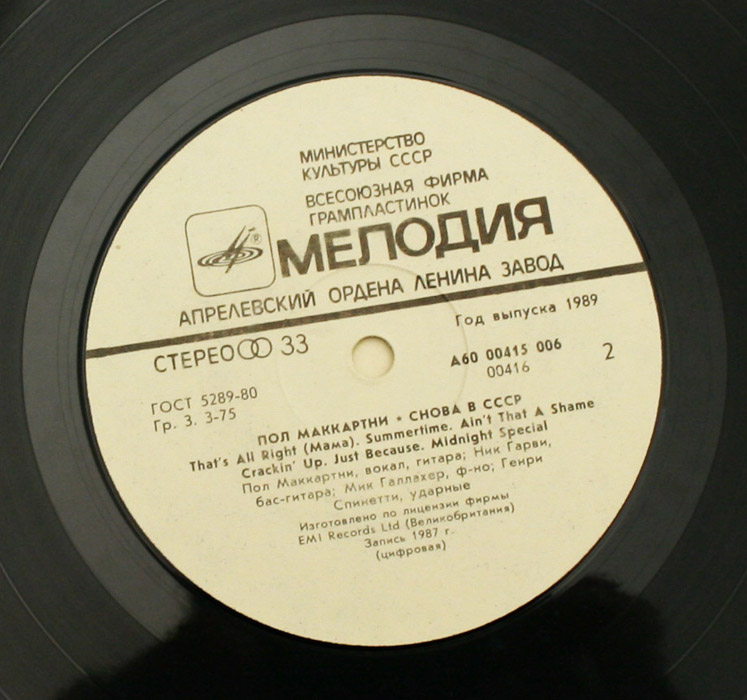 МИНИСТЕРСТВО
КУЛЬТУРЫ СССР
ВСЕСОЮЗНАЯ ФИРМА
ГРАМПЛАСТИНОК
МЕЛОДИЯ
АПРЕЛЕВСКИЙ ОРДЕНА ЛЕНИНА ЗАВОД
СТЕРЕО 33
Год выпуска 1989
ГОСТ 5289-80
Гр. 3. 3-75
А60 00415 006
00416
2
ПОЛ МАККАРТНИ • СНОВА В СССР
That's All Right (Мама). Summertime. Ain't That A Shame
Crackin' Up. Just Because. Midnight Special
Пол Маккартни, вокал, гитара; Ник Гарви,
бас-гитара; Мик Галлахер, ф-но; Генри
Спинетти, ударные
Изготовлено по лицензии фирмы
EMI Records Ltd (Великобритания)
Запись 1987 г.
(цифровая)